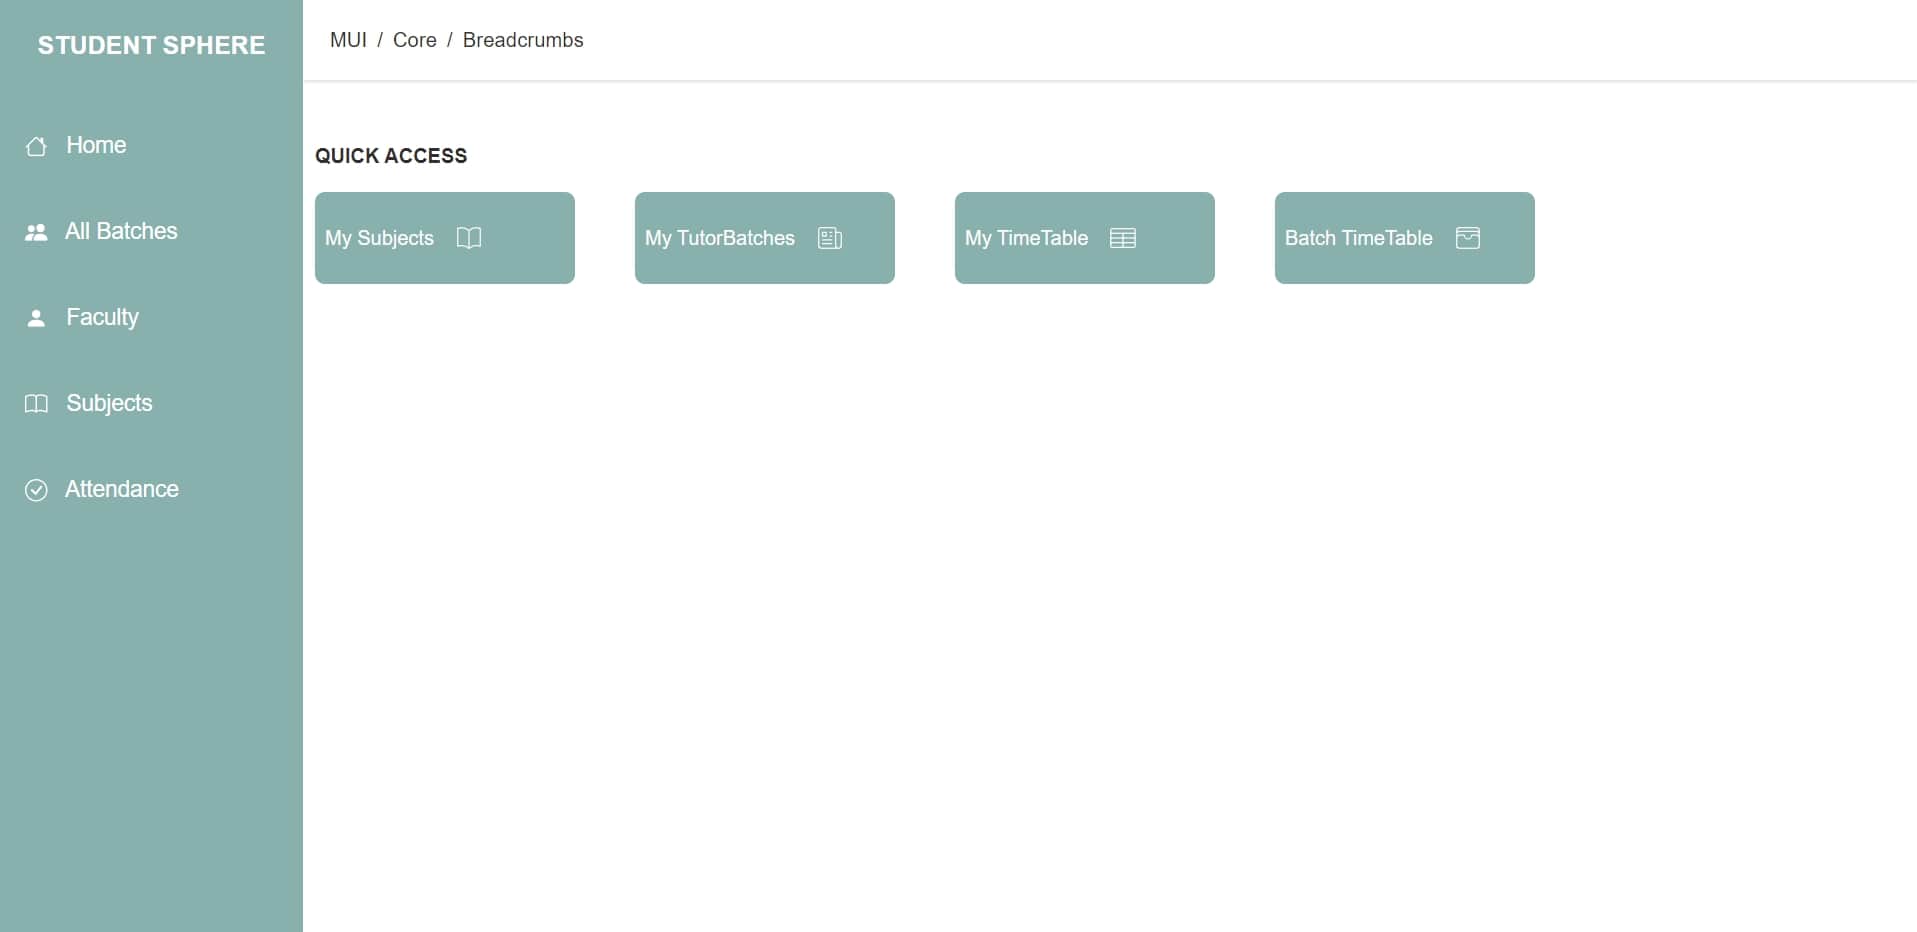 STUDENT SPHERE
MUI / Core / Breadcrumbs
Home
All Batches
Faculty
Subjects
Attendance
QUICK ACCESS
My Subjects
My TutorBatches
My TimeTable
Batch TimeTable